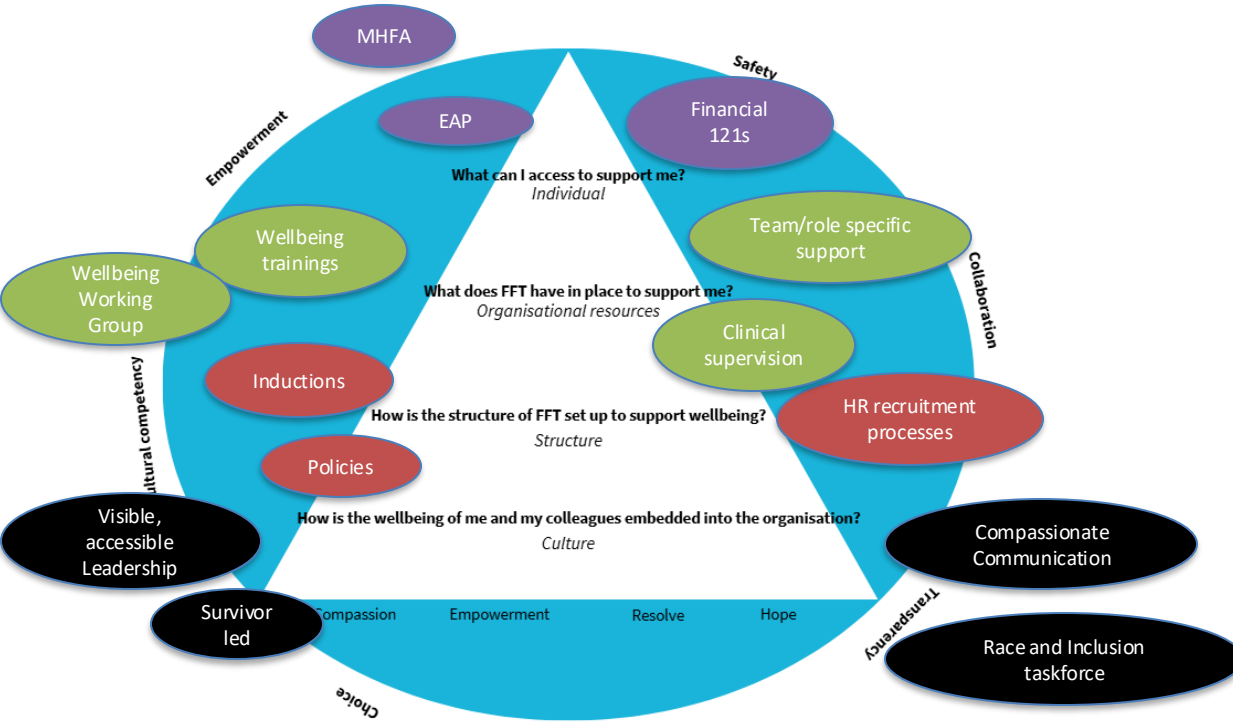 MHFA
Safety
EAP
Financial
121s
Empowerment
What can I access to support me?
Individual
Wellbeing
trainings
Team/role specific
support
Wellbeing
Working
Group
Collaboration
What does FFT have in place to support me?
Organisational resources
Clinical
supervision
Inductions
ultural competency
How is the structure of FFT set up to support wellbeing?
Structure
HR recruitment
processes
Policies
Visible,
accessible
Leadership
How is the wellbeing of me and my colleagues embedded into the organisation?
Culture
Compassionate
Communication
Survivor
led
ompassion Empowerment Resolve Hope
Transparency
Race and Inclusion
taskforce
Choice